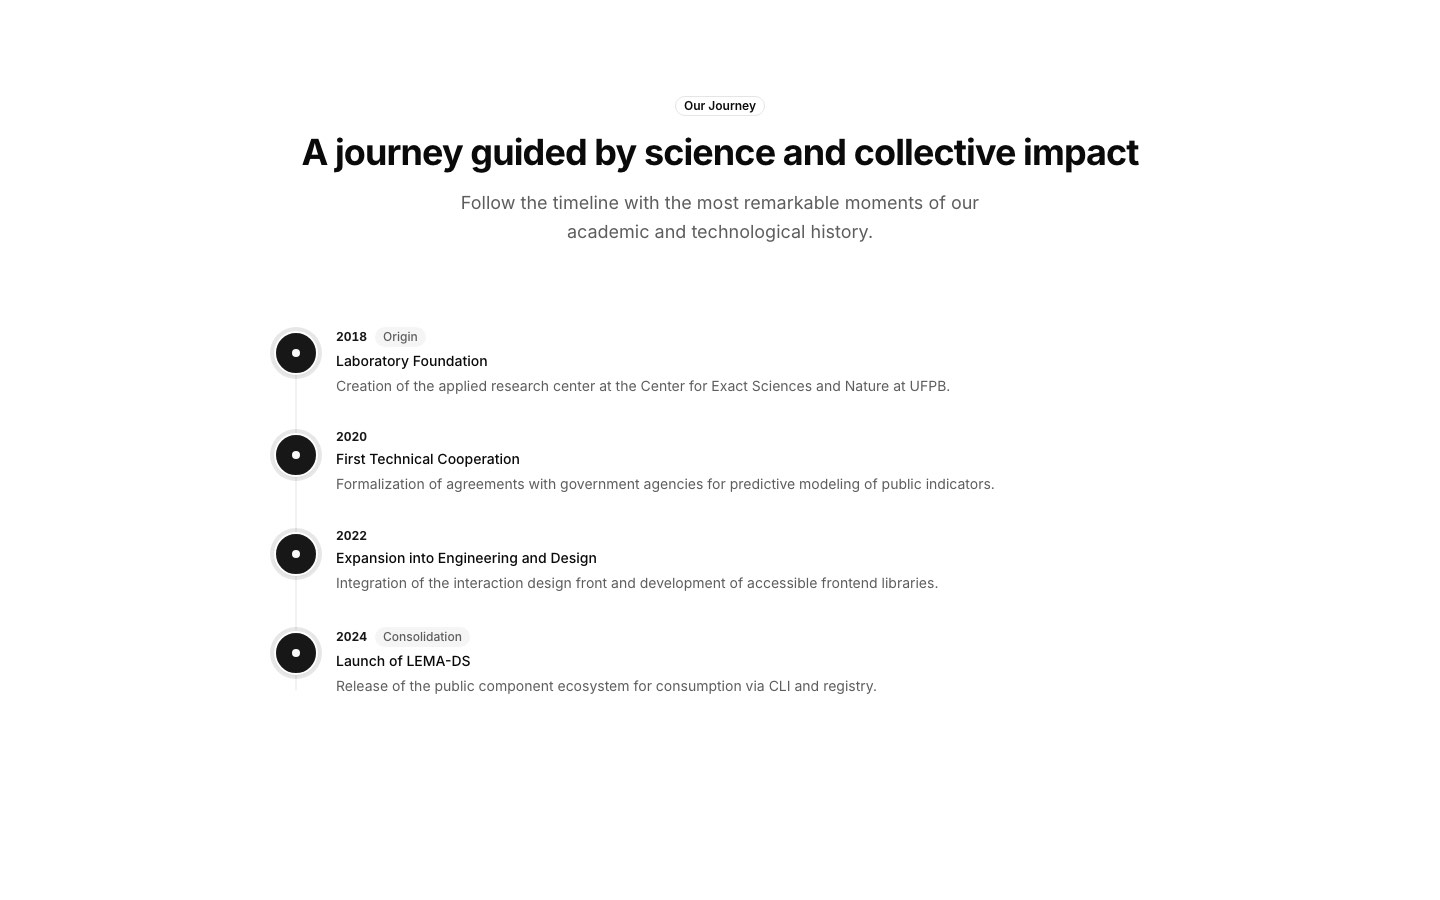 Our Journey
A journey guided by science and collective impact
Follow the timeline with the most remarkable moments of our
academic and technological history.
2018 Origin
Laboratory Foundation
Creation of the applied research center at the Center for Exact Sciences and Nature at UFPB.
2020
First Technical Cooperation
Formalization of agreements with government agencies for predictive modeling of public indicators.
2022
Expansion into Engineering and Design
Integration of the interaction design front and development of accessible frontend libraries.
2024 Consolidation
Launch of LEMA-DS
Release of the public component ecosystem for consumption via CLI and registry.